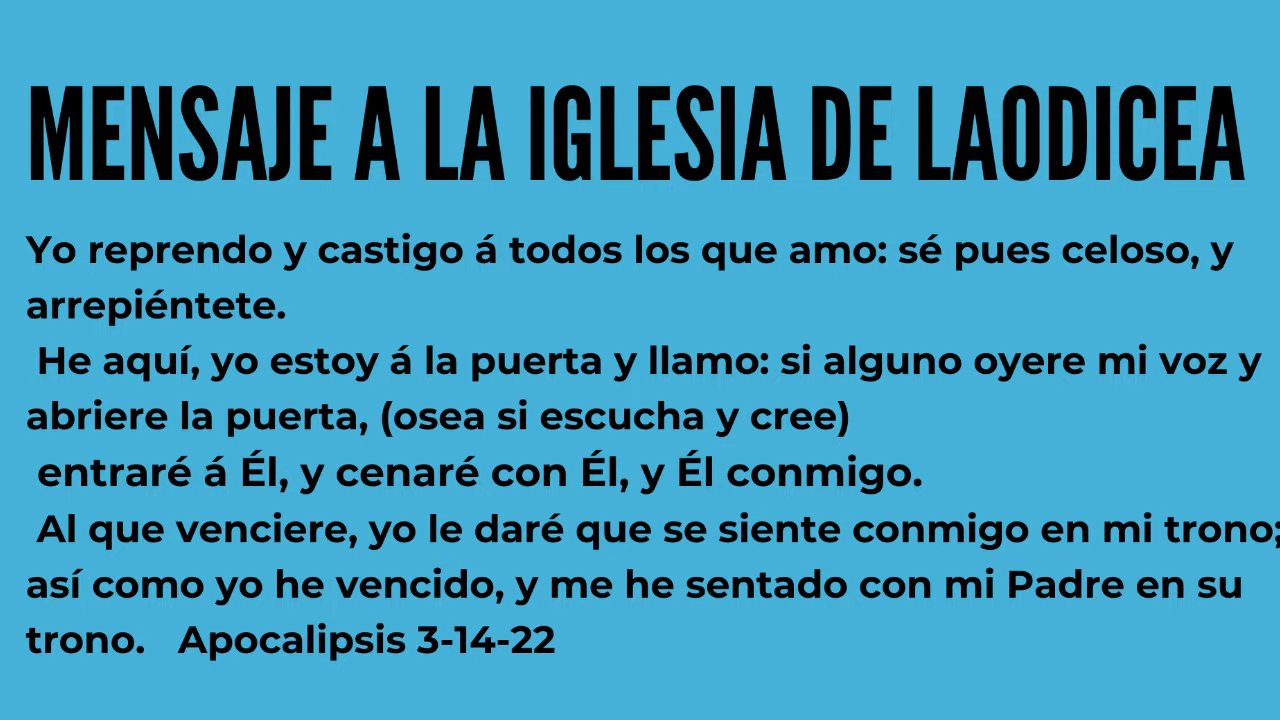 MENSAJE A LA IGLESIA DE LAODICEA
Yo reprendo y castigo á todos los que amo: sé pues celoso, y
arrepiéntete.
He aquí, yo estoy á la puerta y llamo: si alguno oyere mi voz y
abriere la puerta, (osea si escucha y cree)
entraré á Él, y cenaré con Él, y Él conmigo.
Al que venciere, yo le daré que se siente conmigo en mi trono;
así como yo he vencido, y me he sentado con mi Padre en su
trono. Apocalipsis 3-14-22